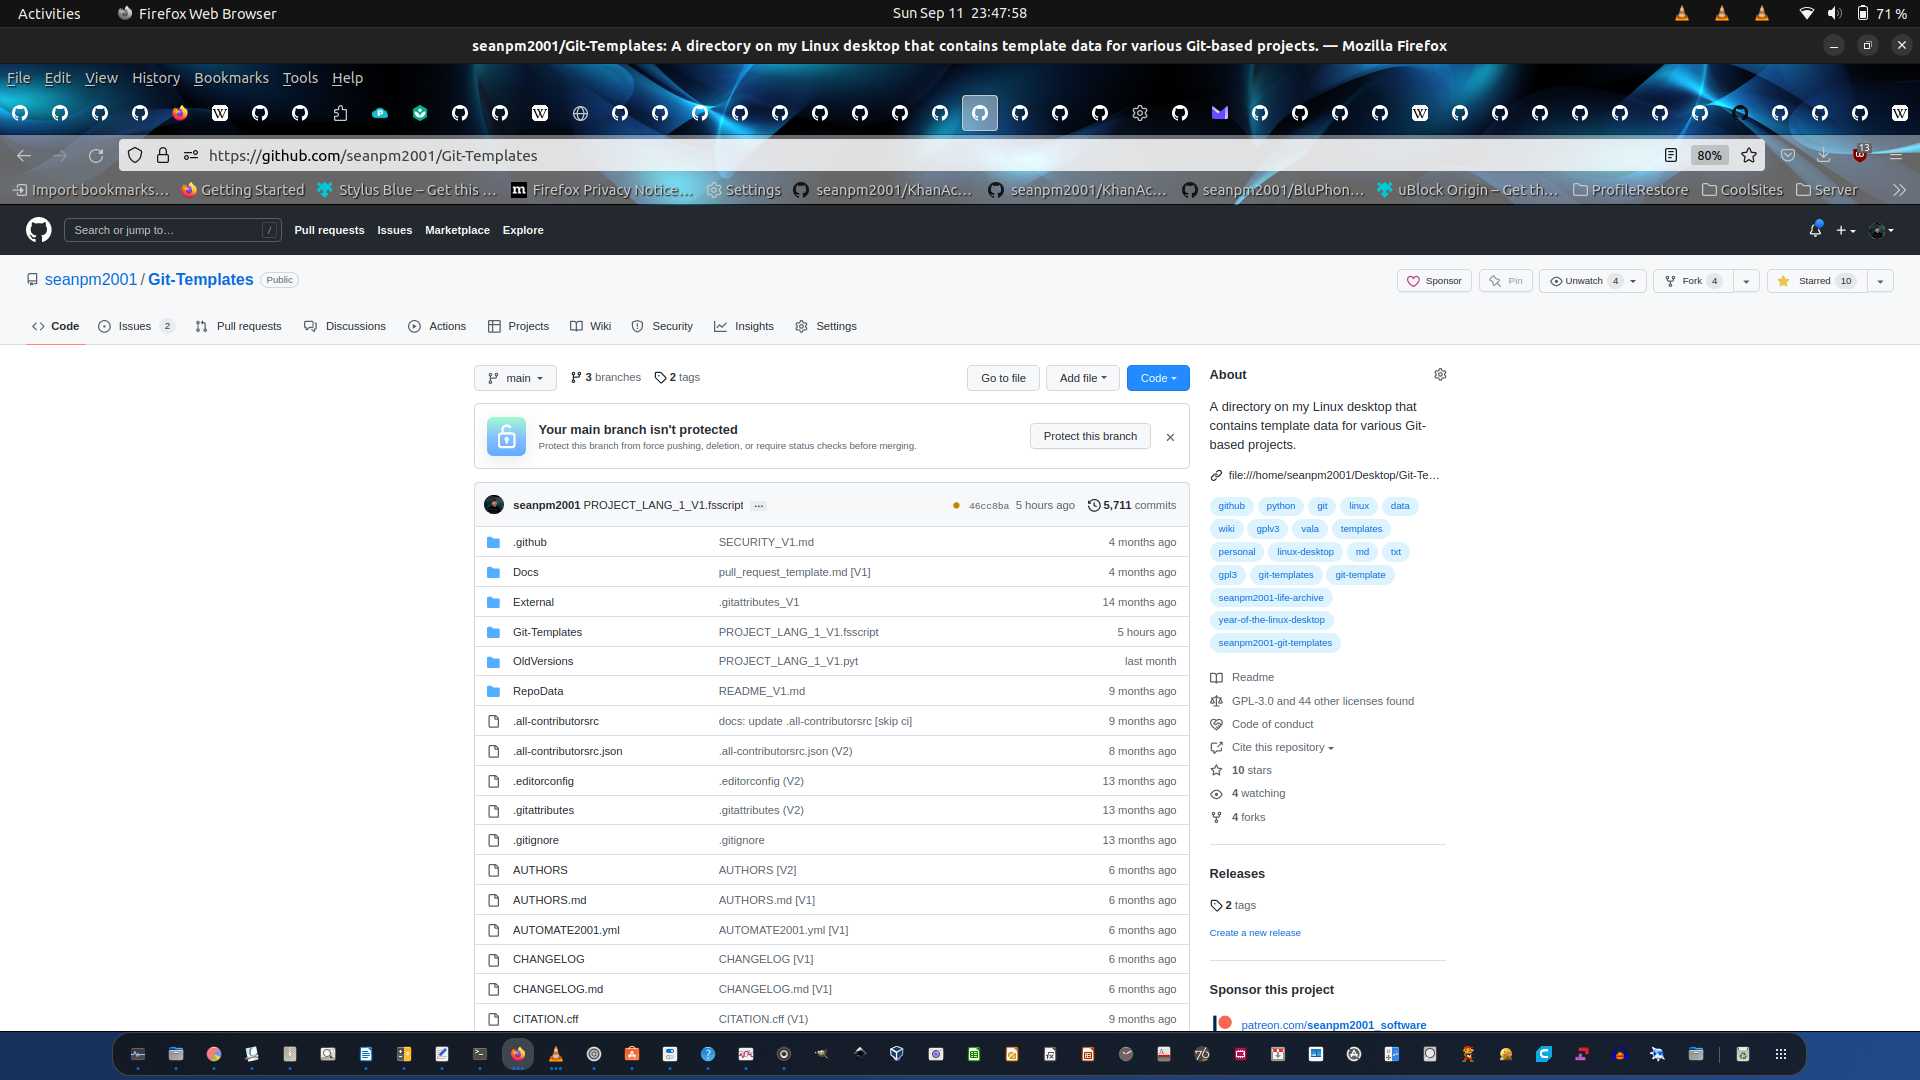 Activities
Firefox Web Browser
Sun Sep 11 23:47:58
71 %
seanpm2001/Git-Templates: A directory on my Linux desktop that contains template data for various Git-based projects. — Mozilla Firefox
File Edit View History Bookmarks Tools Help
https://github.com/seanpm2001/Git-Templates
80%
13
Import bookmarks…
Getting Started
Stylus Blue – Get this …
Firefox Privacy Notice…
Settings
seanpm2001/KhanAc…
seanpm2001/KhanAc…
seanpm2001/BluPhon…
uBlock Origin – Get th…
ProfileRestore
CoolSites
Server
Search or jump to…
/
Pull requests
Issues
Marketplace
Explore
seanpm2001 / Git-Templates
Public
Sponsor
Pin
Unwatch 4
Fork 4
Starred 10
Code
Issues 2
Pull requests
Discussions
Actions
Projects
Wiki
Security
Insights
Settings
main
3 branches
2 tags
Go to file
Add file
Code
Your main branch isn't protected
Protect this branch from force pushing, deletion, or require status checks before merging.
Protect this branch
seanpm2001 PROJECT_LANG_1_V1.fsscript
46cc8ba 5 hours ago
5,711 commits
.github SECURITY_V1.md 4 months ago
Docs pull_request_template.md [V1] 4 months ago
External .gitattributes_V1 14 months ago
Git-Templates PROJECT_LANG_1_V1.fsscript 5 hours ago
OldVersions PROJECT_LANG_1_V1.pyt last month
RepoData README_V1.md 9 months ago
.all-contributorsrc docs: update .all-contributorsrc [skip ci] 9 months ago
.all-contributorsrc.json .all-contributorsrc.json (V2) 8 months ago
.editorconfig .editorconfig (V2) 13 months ago
.gitattributes .gitattributes (V2) 13 months ago
.gitignore .gitignore 13 months ago
AUTHORS AUTHORS [V2] 6 months ago
AUTHORS.md AUTHORS.md [V1] 6 months ago
AUTOMATE2001.yml AUTOMATE2001.yml [V1] 6 months ago
CHANGELOG CHANGELOG [V1] 6 months ago
CHANGELOG.md CHANGELOG.md [V1] 6 months ago
CITATION.cff CITATION.cff (V1) 9 months ago
About
A directory on my Linux desktop that
contains template data for various Git-
based projects.
file:///home/seanpm2001/Desktop/Git-Te…
github python git linux data
wiki gplv3 vala templates
personal linux-desktop md txt
gpl3 git-templates git-template
seanpm2001-life-archive
year-of-the-linux-desktop
seanpm2001-git-templates
Readme
GPL-3.0 and 44 other licenses found
Code of conduct
Cite this repository
10 stars
4 watching
4 forks
Releases
2 tags
Create a new release
Sponsor this project
patreon.com/seanpm2001_software